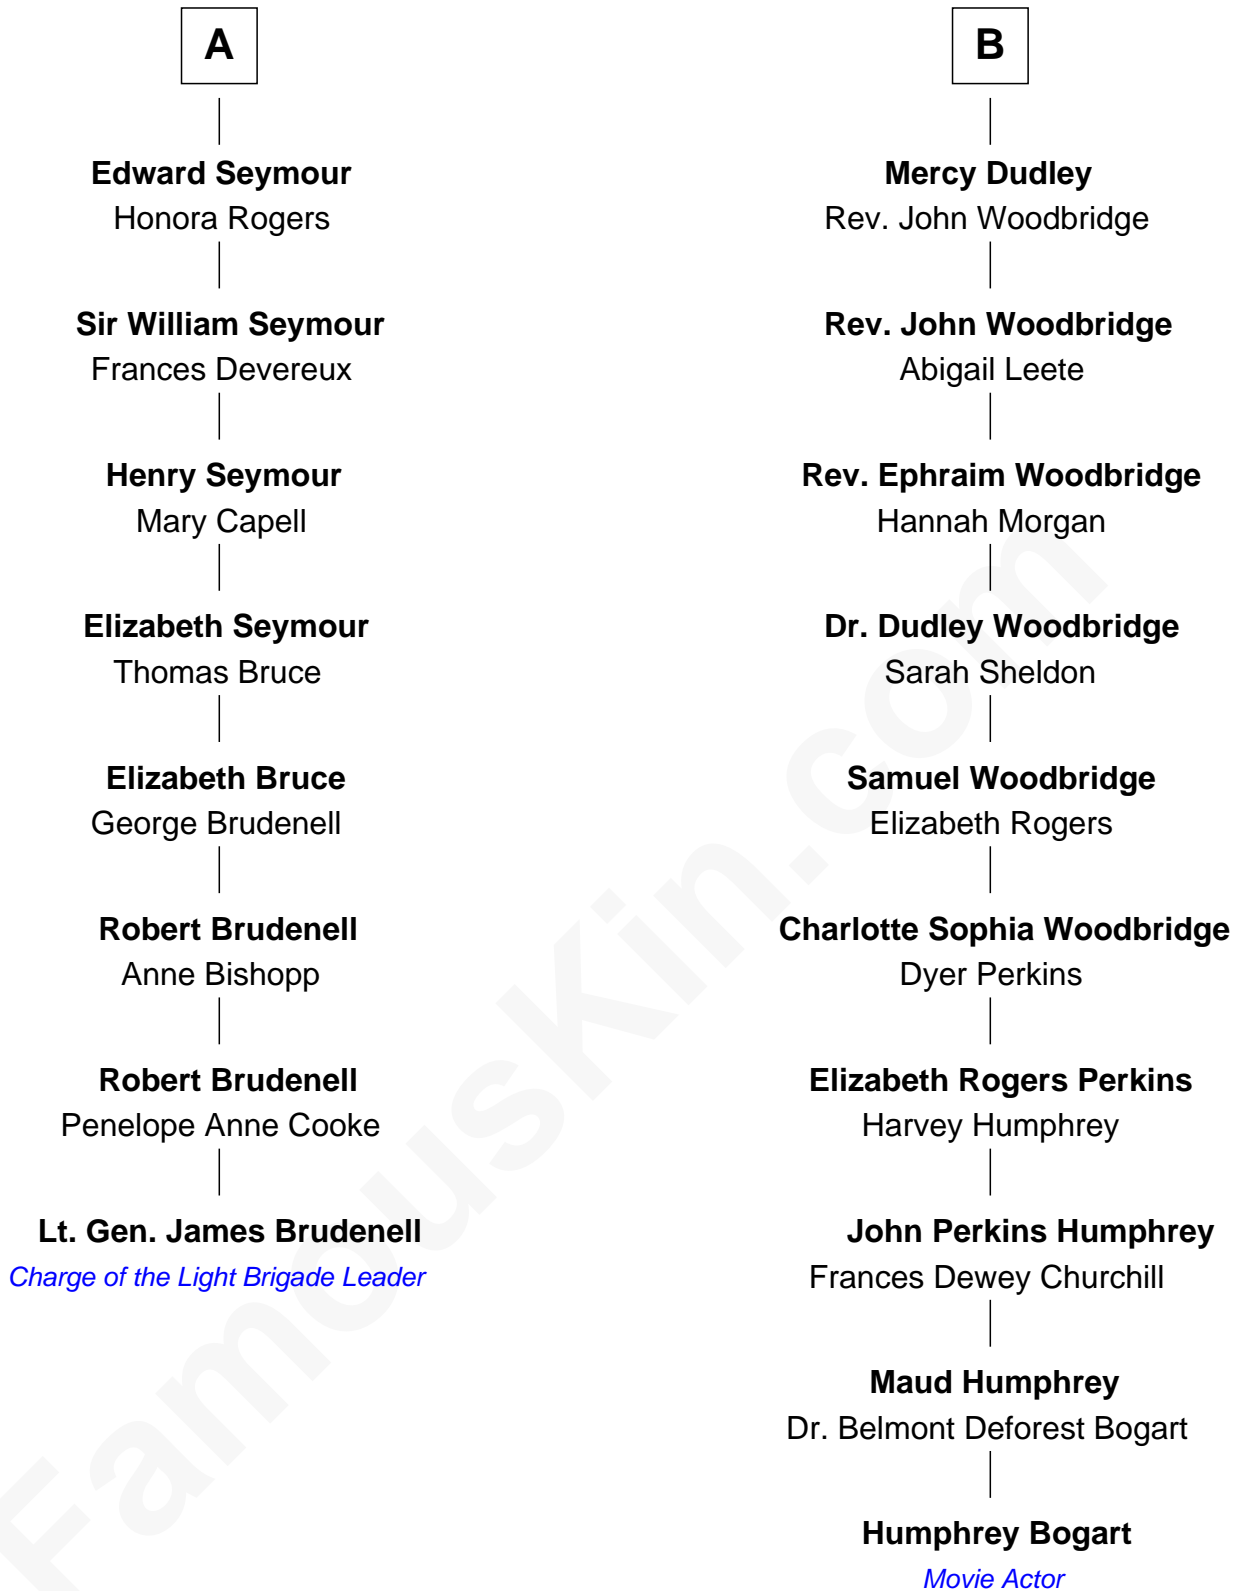 A
Edward Seymour
Honora Rogers
Sir William Seymour
Frances Devereux
Henry Seymour
Mary Capell
Elizabeth Seymour
Thomas Bruce
Elizabeth Bruce
George Brudenell
Robert Brudenell
Anne Bishopp
Robert Brudenell
Penelope Anne Cooke
Lt. Gen. James Brudenell
Charge of the Light Brigade Leader
B
Mercy Dudley
Rev. John Woodbridge
Rev. John Woodbridge
Abigail Leete
Rev. Ephraim Woodbridge
Hannah Morgan
Dr. Dudley Woodbridge
Sarah Sheldon
Samuel Woodbridge
Elizabeth Rogers
Charlotte Sophia Woodbridge
Dyer Perkins
Elizabeth Rogers Perkins
Harvey Humphrey
John Perkins Humphrey
Frances Dewey Churchill
Maud Humphrey
Dr. Belmont Deforest Bogart
Humphrey Bogart
Movie Actor
FamousKin.com